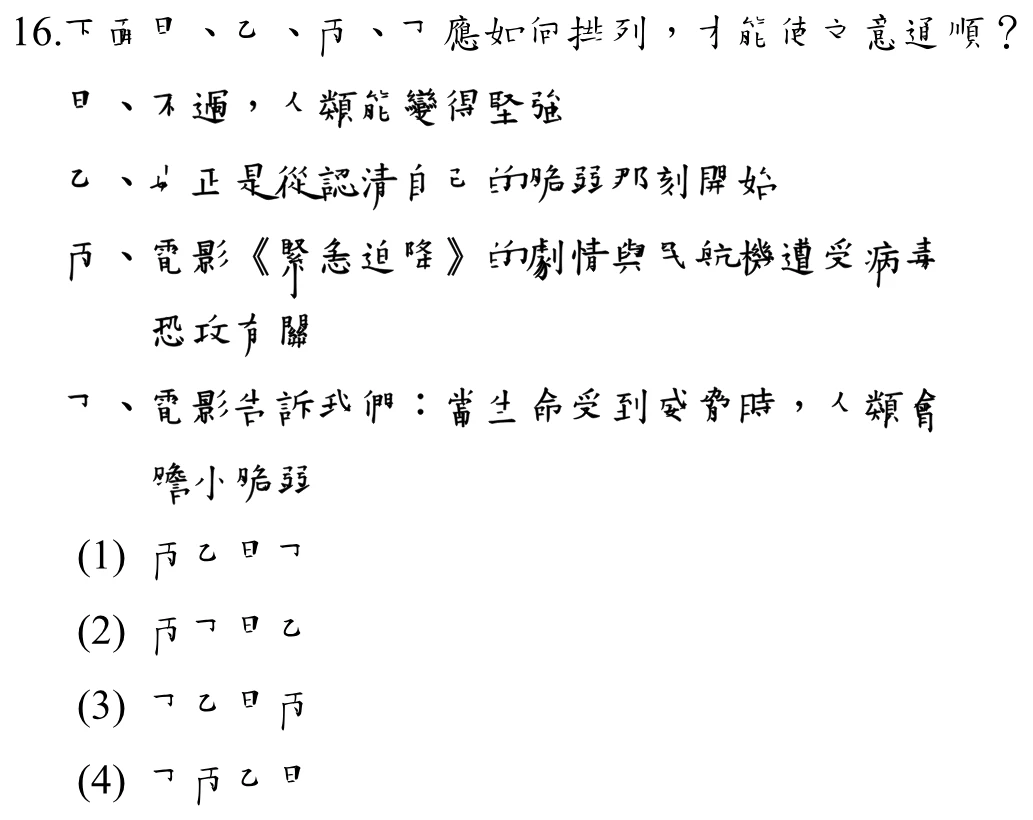 16.下面甲、乙、丙、丁應如何排列，才能使文意通順？
甲、不過，人類能變得堅強
乙、也正是從認清自己的脆弱那刻開始
丙、電影《緊急迫降》的劇情與民航機遭受病毒
恐攻有關
丁、電影告訴我們：當生命受到威脅時，人類會
膽小脆弱
(1) 丙乙甲丁
(2) 丙丁甲乙
(3) 丁乙甲丙
(4) 丁丙乙甲